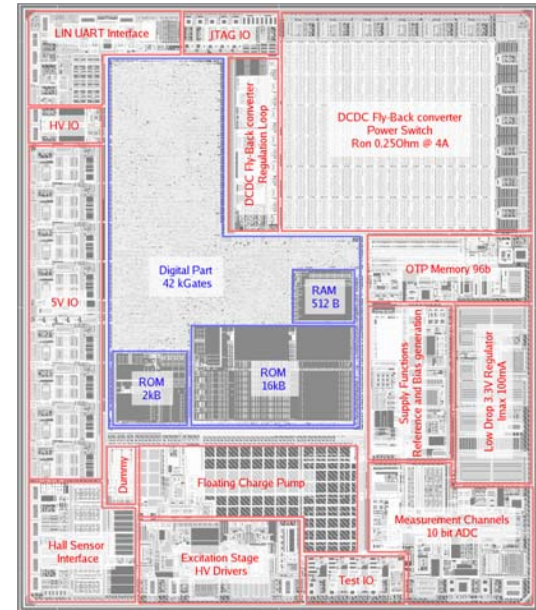 LIN UART Interface
JTAG IO
HV IO
DCDC Fly-Back converter
Regulation Loop
DCDC Fly-Back converter
Power Switch
Ron 0.25Ohm @ 4A
Digital Part
42 kGates
RAM
512 B
OTP Memory 96b
5V IO
ROM
2kB
ROM
16kB
Supply Functions
Reference and Bias generation
Low Drop 3.3V Regulator
Imax 100mA
Dummy
Floating Charge Pump
Measurement Channels
10 bit ADC
Hall Sensor
Interface
Excitation Stage
HV Drivers
Test IO